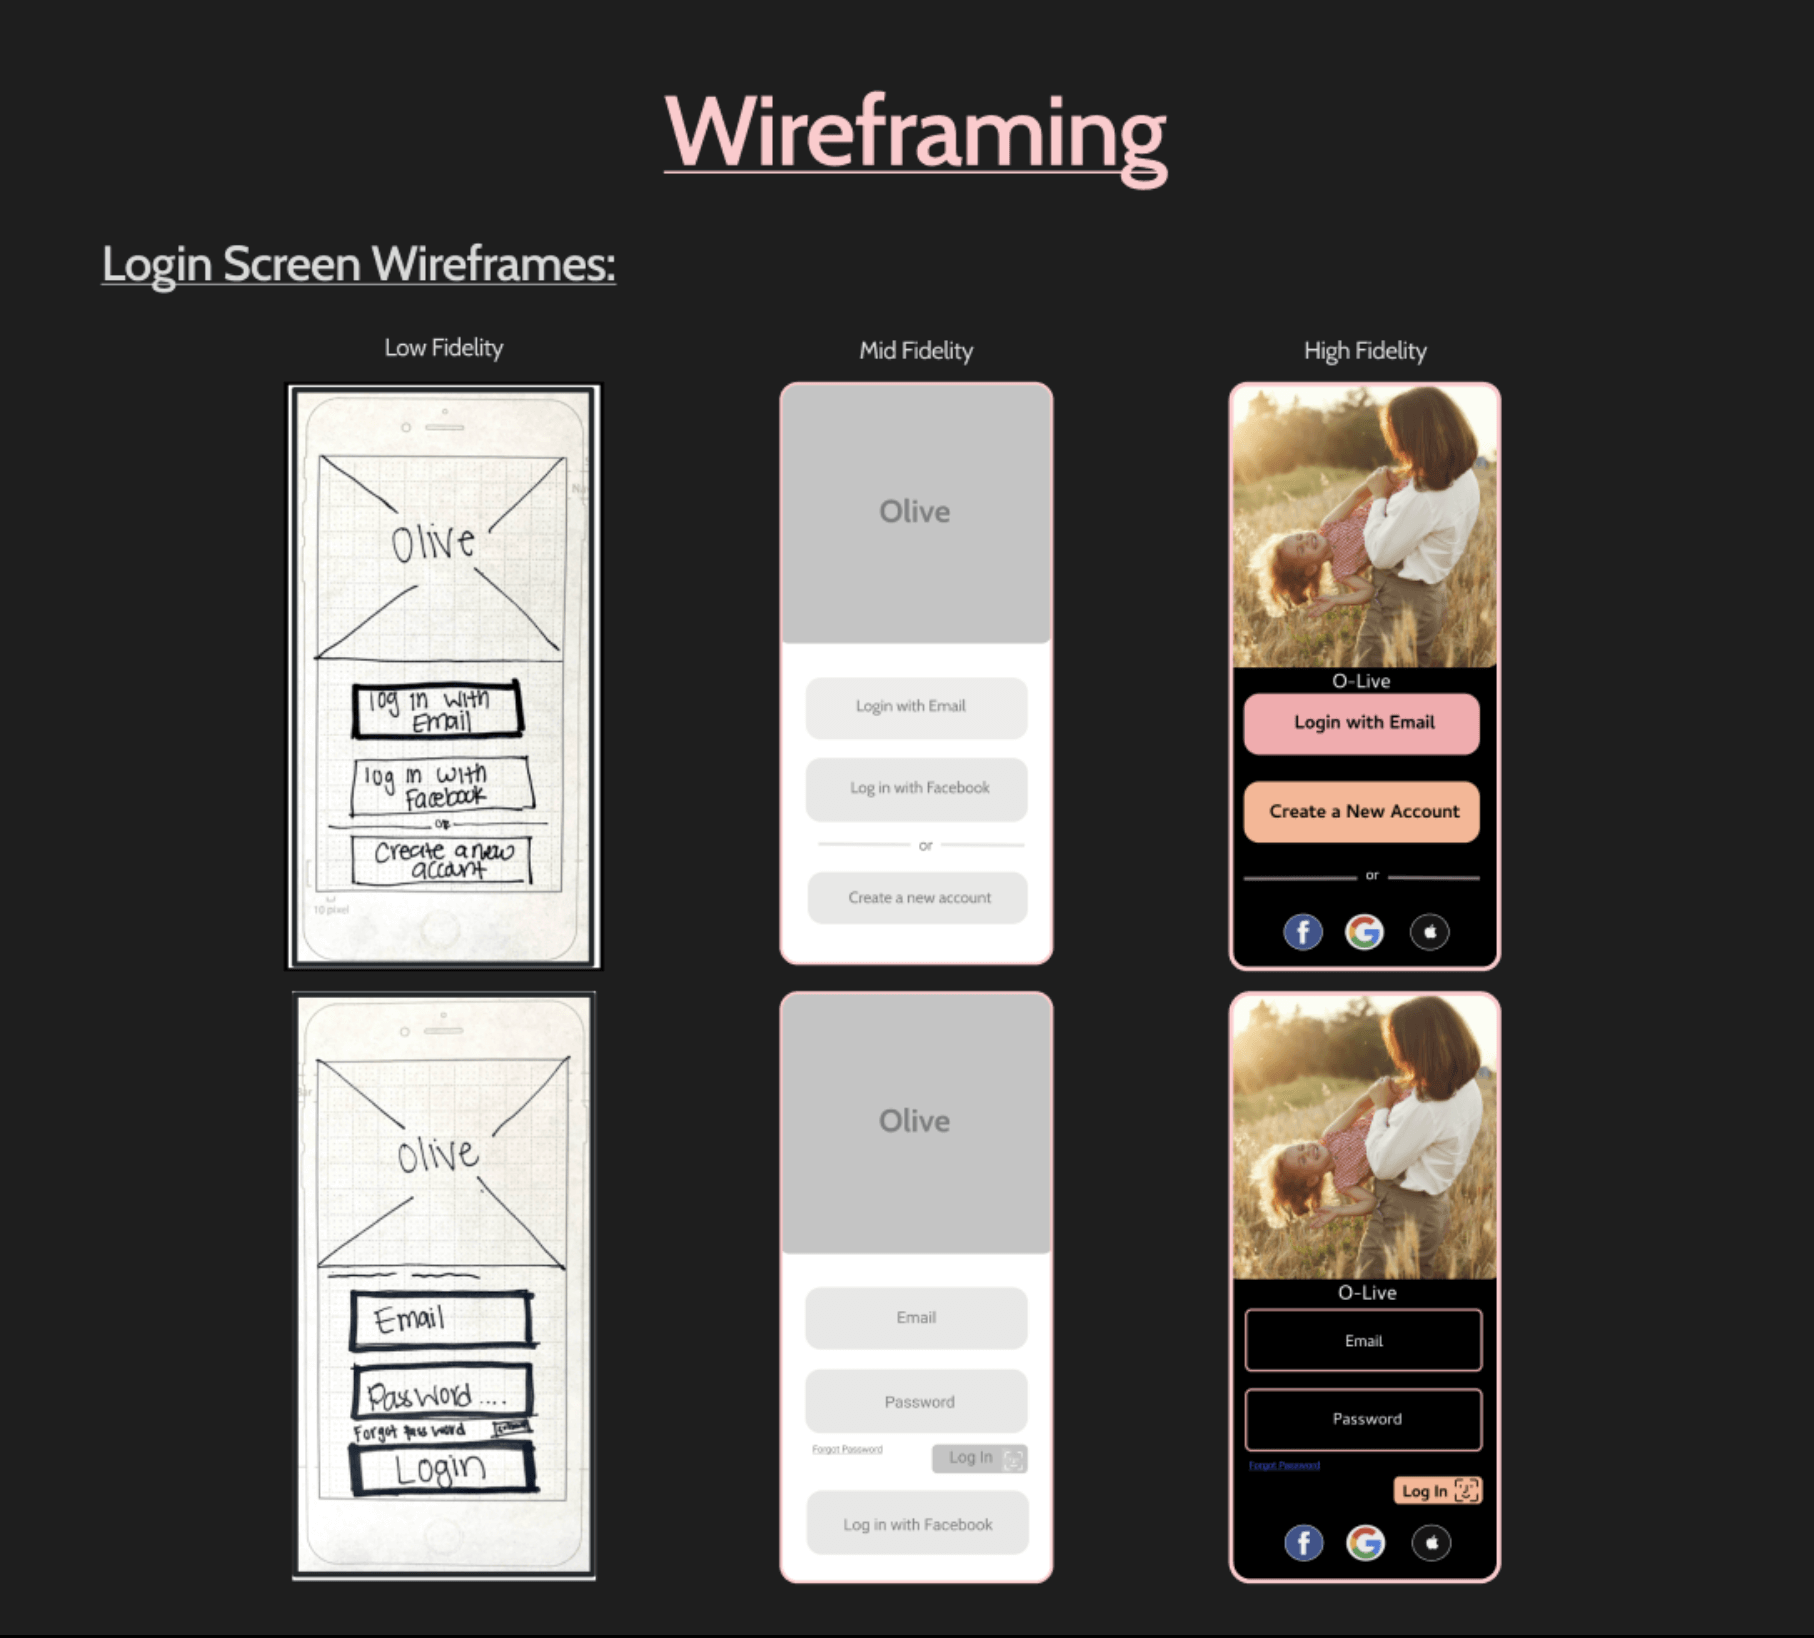 Wireframing
Login Screen Wireframes:
Low Fidelity
Olive
log in with
Email
log in with
Facebook
or
Create a new
account
10 pixel
Mid Fidelity
Olive
Login with Email
Log in with Facebook
or
Create a new account
High Fidelity
O-Live
Login with Email
Create a New Account
or
Olive
Email
Password....
Forgot password
Login
Olive
Email
Password
Forgot Password
Log In
Log in with Facebook
O-Live
Email
Password
Forgot Password
Log In